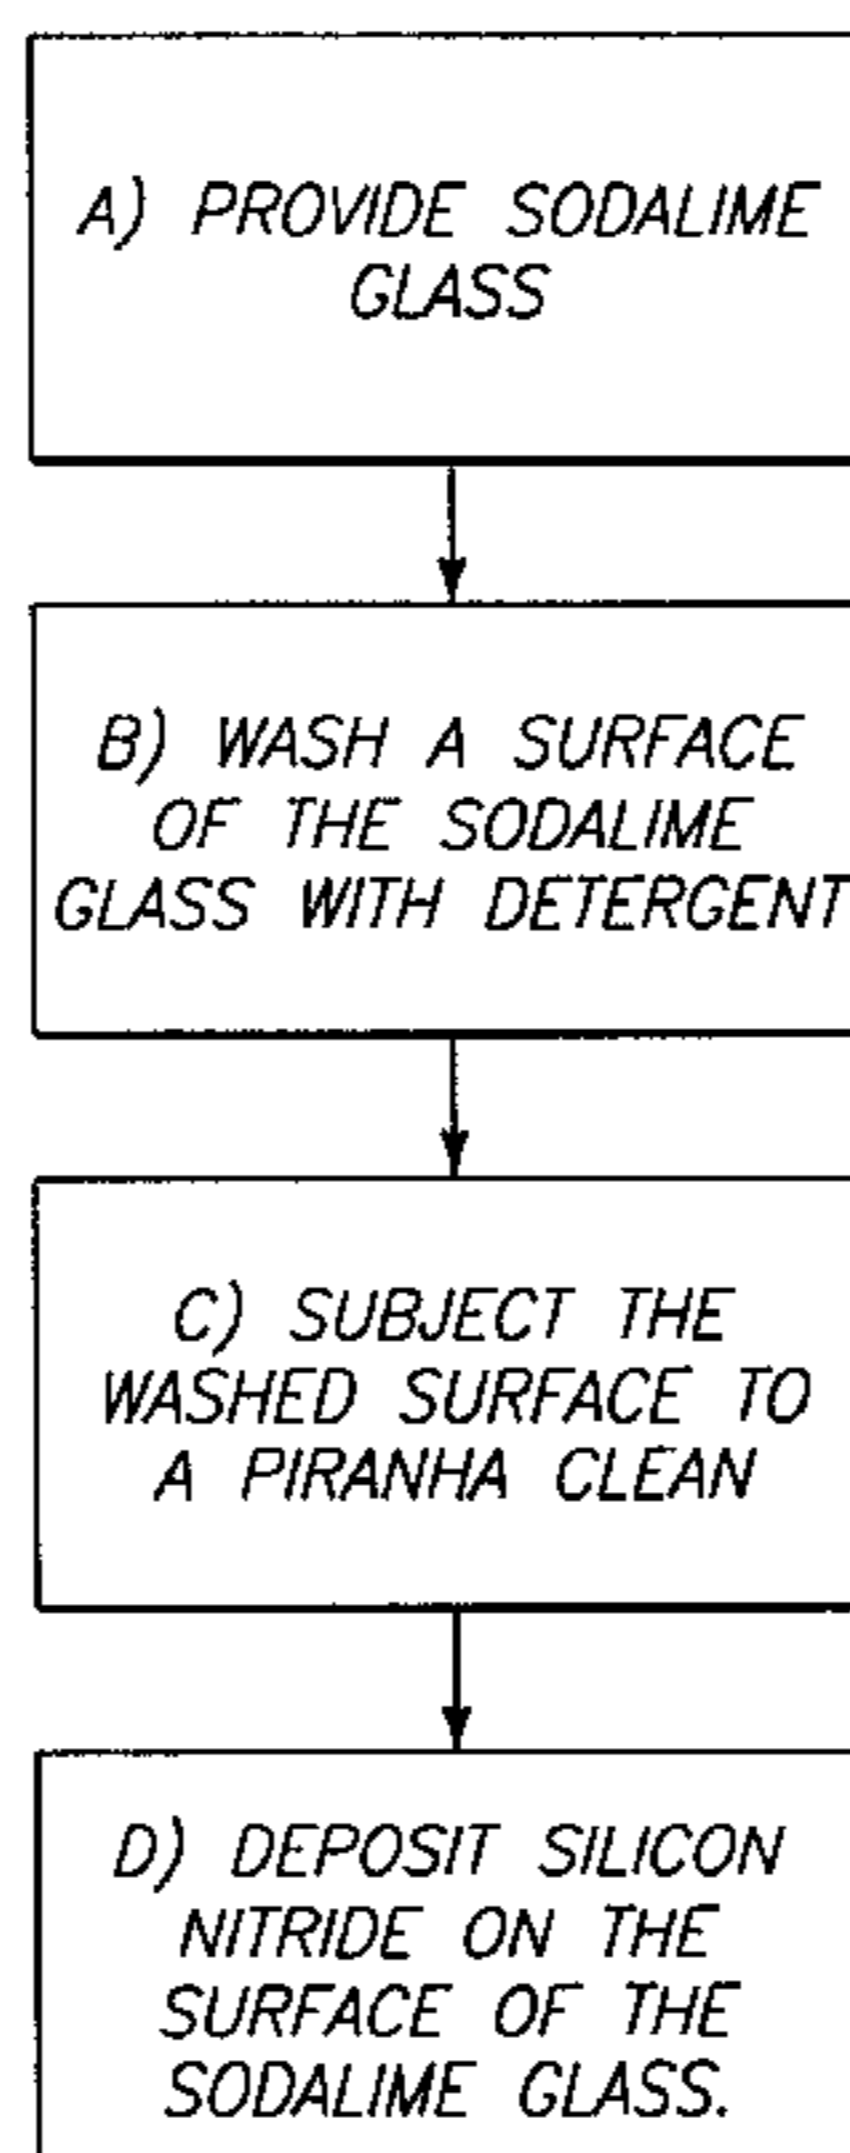 A) PROVIDE SODALIME
GLASS
B) WASH A SURFACE
OF THE SODALIME
GLASS WITH DETERGENT
C) SUBJECT THE
WASHED SURFACE TO
A PIRANHA CLEAN
D) DEPOSIT SILICON
NITRIDE ON THE
SURFACE OF THE
SODALIME GLASS.